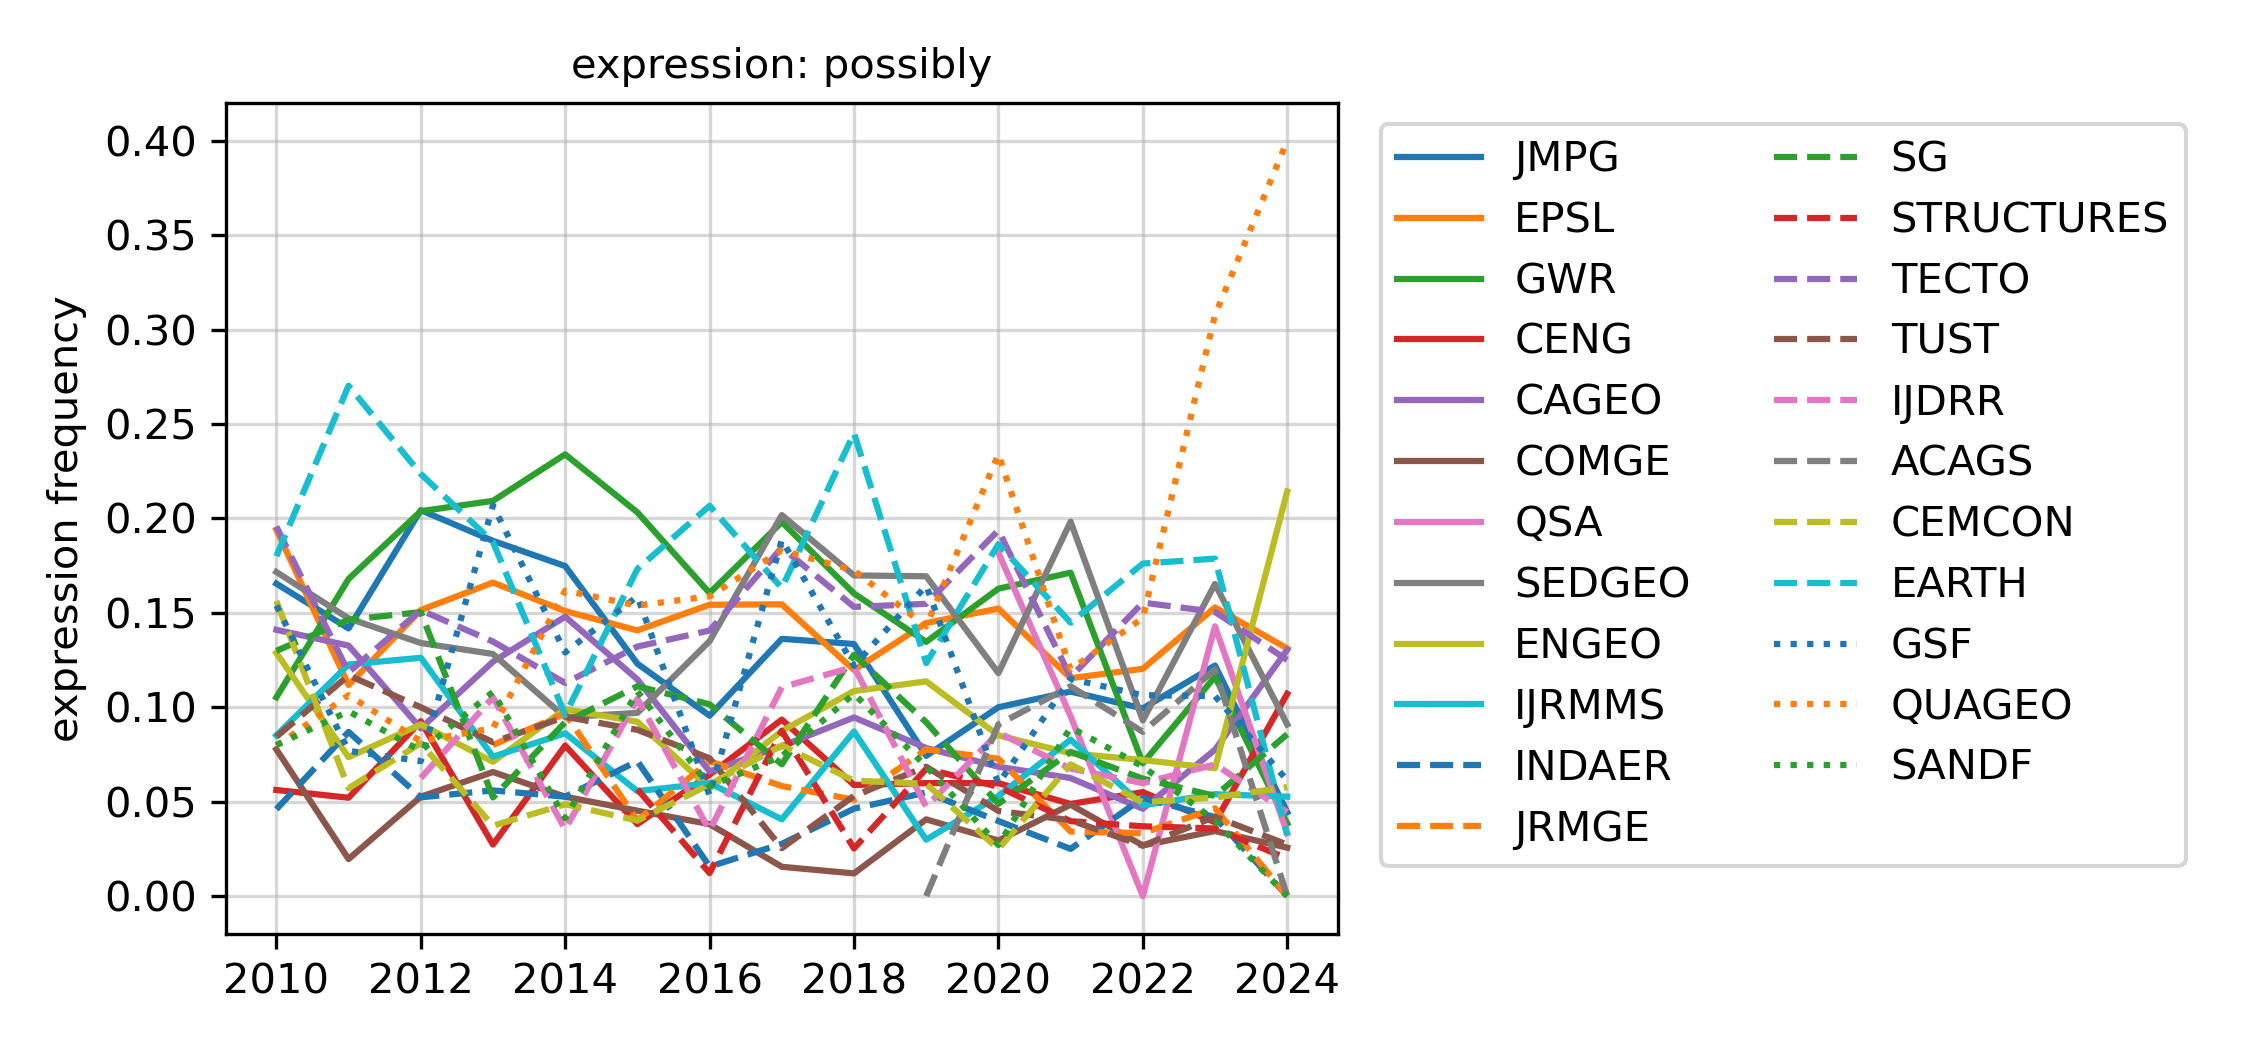 expression: possibly
expression frequency
0.40
0.35
0.30
0.25
0.20
0.15
0.10
0.05
0.00
2010 2012 2014 2016 2018 2020 2022 2024
JMPG
EPSL
GWR
CENG
CAGEO
COMGE
QSA
SEDGEO
ENGEO
IJRMMS
INDAER
JRMGE
SG
STRUCTURES
TECTO
TUST
IJDRR
ACAGS
CEMCON
EARTH
GSF
QUAGEO
SANDF